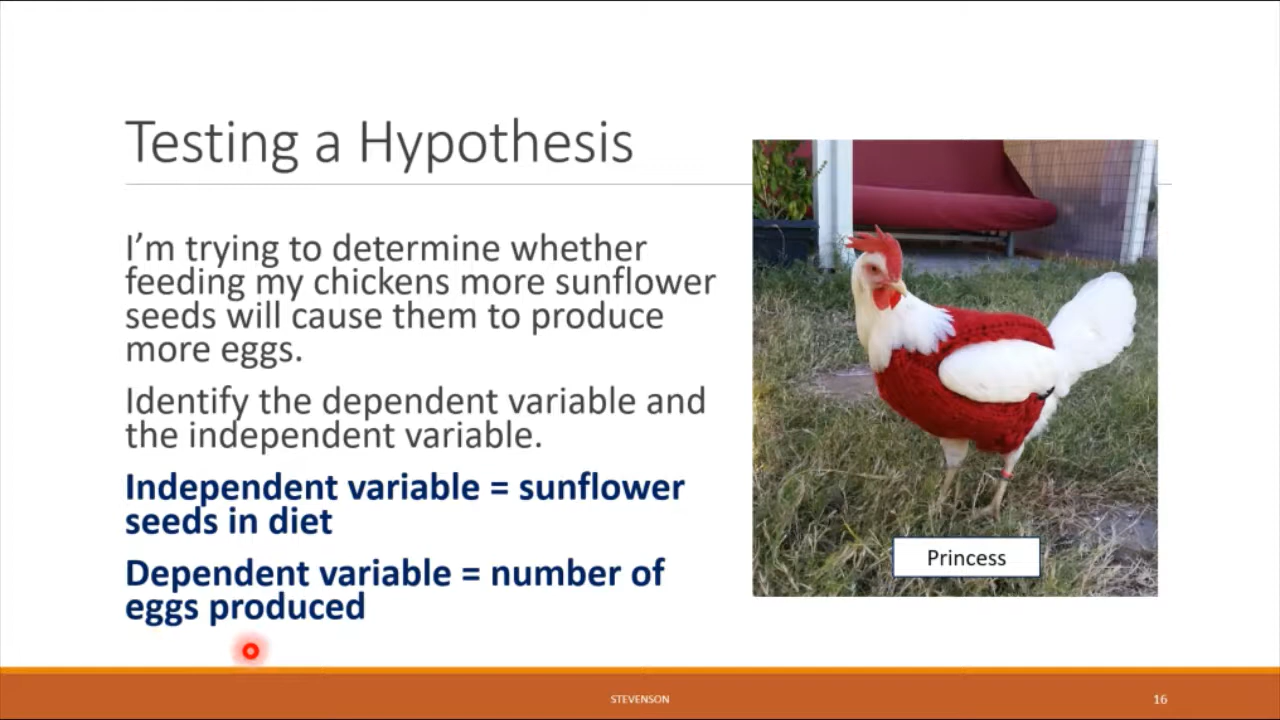 Testing a Hypothesis
I'm trying to determine whether
feeding my chickens more sunflower
seeds will cause them to produce
more eggs.
Identify the dependent variable and
the independent variable.
Independent variable = sunflower
seeds in diet
Dependent variable = number of
eggs produced
Princess
STEVENSON
16